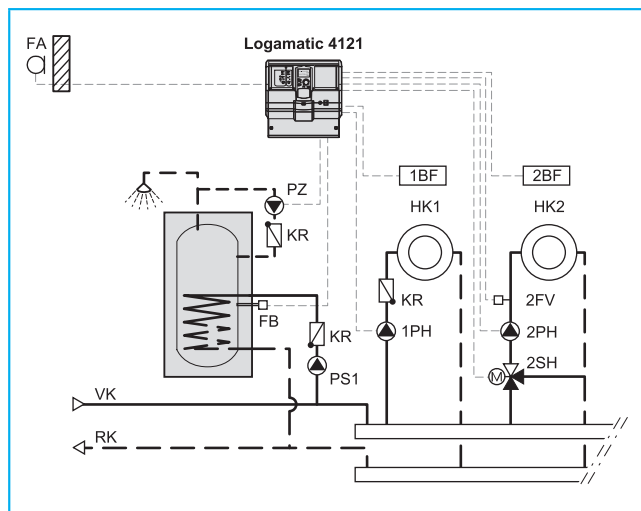 FA
Logamatic 4121
1BF
2BF
PZ
HK1
HK2
KR
KR
2FV
FB
KR
1PH
2PH
2SH
M
PS1
VK
RK